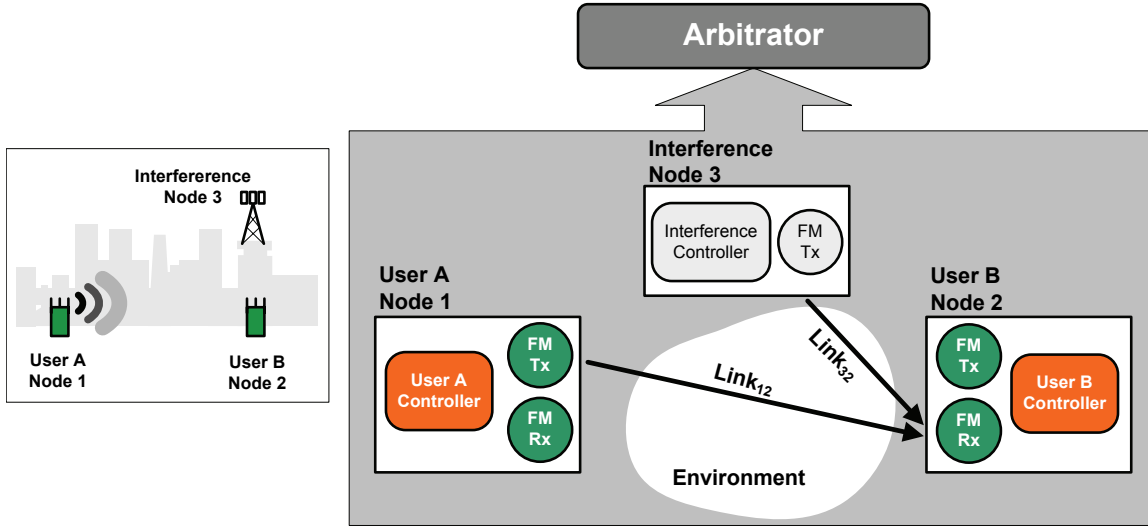 Arbitrator
Interfererence
Node 3
User A
Node 1
User B
Node 2
Interference
Node 3
Interference
Controller
FM
Tx
User A
Node 1
User A
Controller
FM
Tx
FM
Rx
Link12
Link32
Environment
User B
Node 2
FM
Tx
FM
Rx
User B
Controller